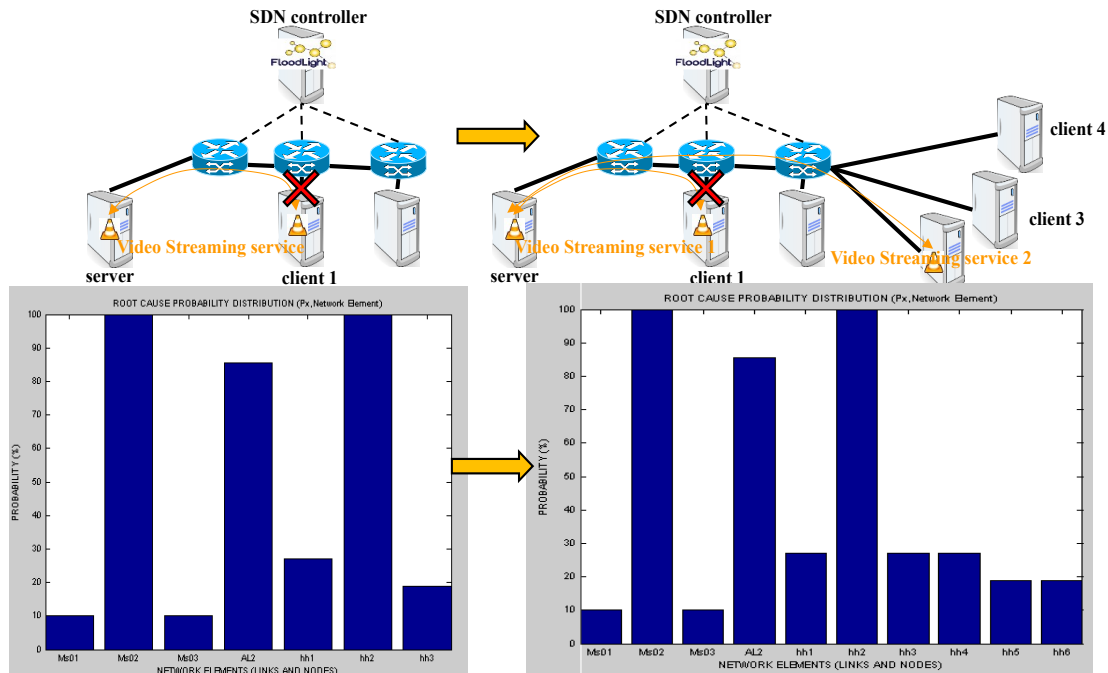 SDN controller
FloodLight
Video Streaming service
server
client 1
SDN controller
FloodLight
client 4
client 3
Video Streaming service 1
Video Streaming service 2
server
client 1
ROOT CAUSE PROBABILITY DISTRIBUTION (Px,Network Element)
PROBABILITY (%)
100
90
80
70
60
50
40
30
20
10
0
Ms01 Ms02 Ms03 AL2 hh1 hh2 hh3
NETWORK ELEMENTS (LINKS AND NODES)
ROOT CAUSE PROBABILITY DISTRIBUTION (Px,Network Element)
PROBABILITY (%)
100
90
80
70
60
50
40
30
20
10
0
Ms01 Ms02 Ms03 AL2 hh1 hh2 hh3 hh4 hh5 hh6
NETWORK ELEMENTS (LINKS AND NODES)